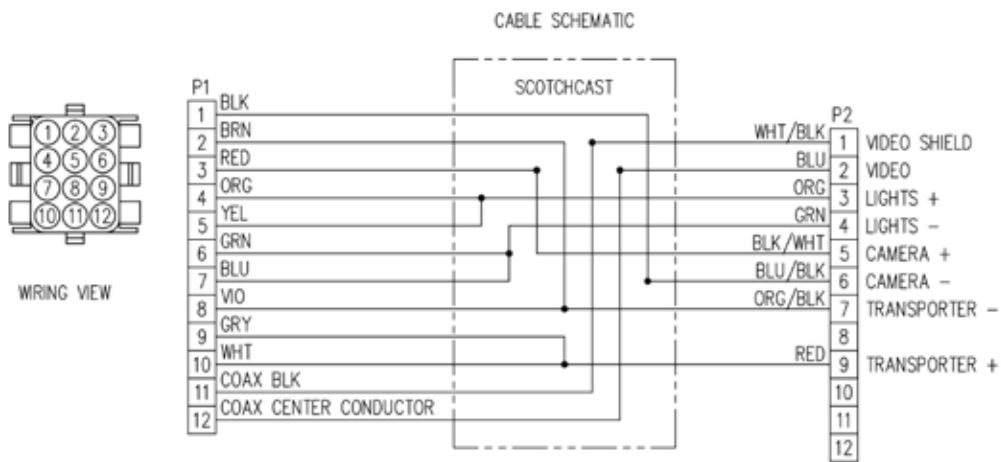 CABLE SCHEMATIC
SCOTCHCAST
P1
1 BLK
2 BRN
3 RED
4 ORG
5 YEL
6 GRN
7 BLU
8 VIO
9 GRY
10 WHT
11 COAX BLK
12 COAX CENTER CONDUCTOR
P2
WHT/BLK 1 VIDEO SHIELD
BLU 2 VIDEO
ORG 3 LIGHTS +
GRN 4 LIGHTS -
BLK/WHT 5 CAMERA +
BLU/BLK 6 CAMERA -
ORG/BLK 7 TRANSPORTER -
8
RED 9 TRANSPORTER +
10
11
12
1 2 3
4 5 6
7 8 9
10 11 12
WIRING VIEW